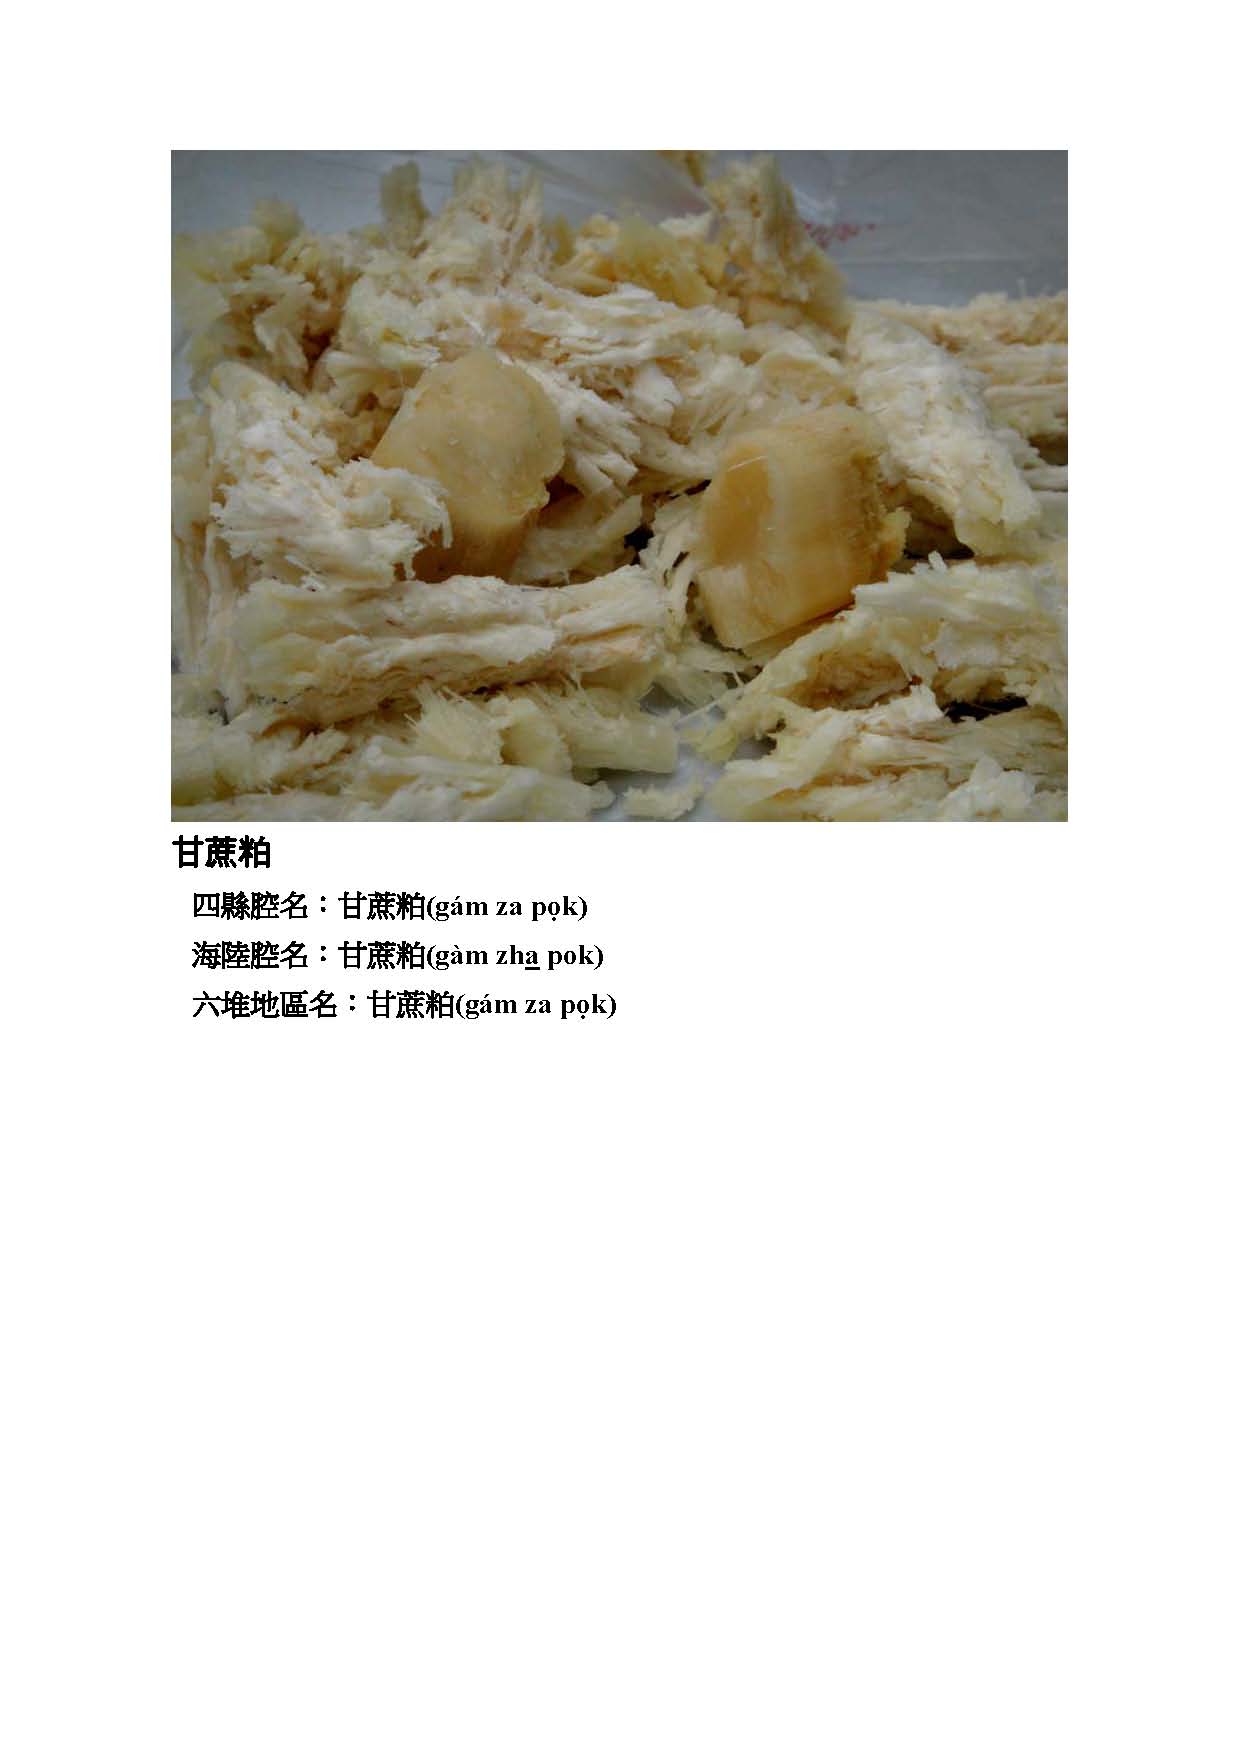 甘蔗粕
四縣腔名：甘蔗粕(gám za pọk)
海陸腔名：甘蔗粕(gàm zha̲ pok)
六堆地區名：甘蔗粕(gám za pọk)